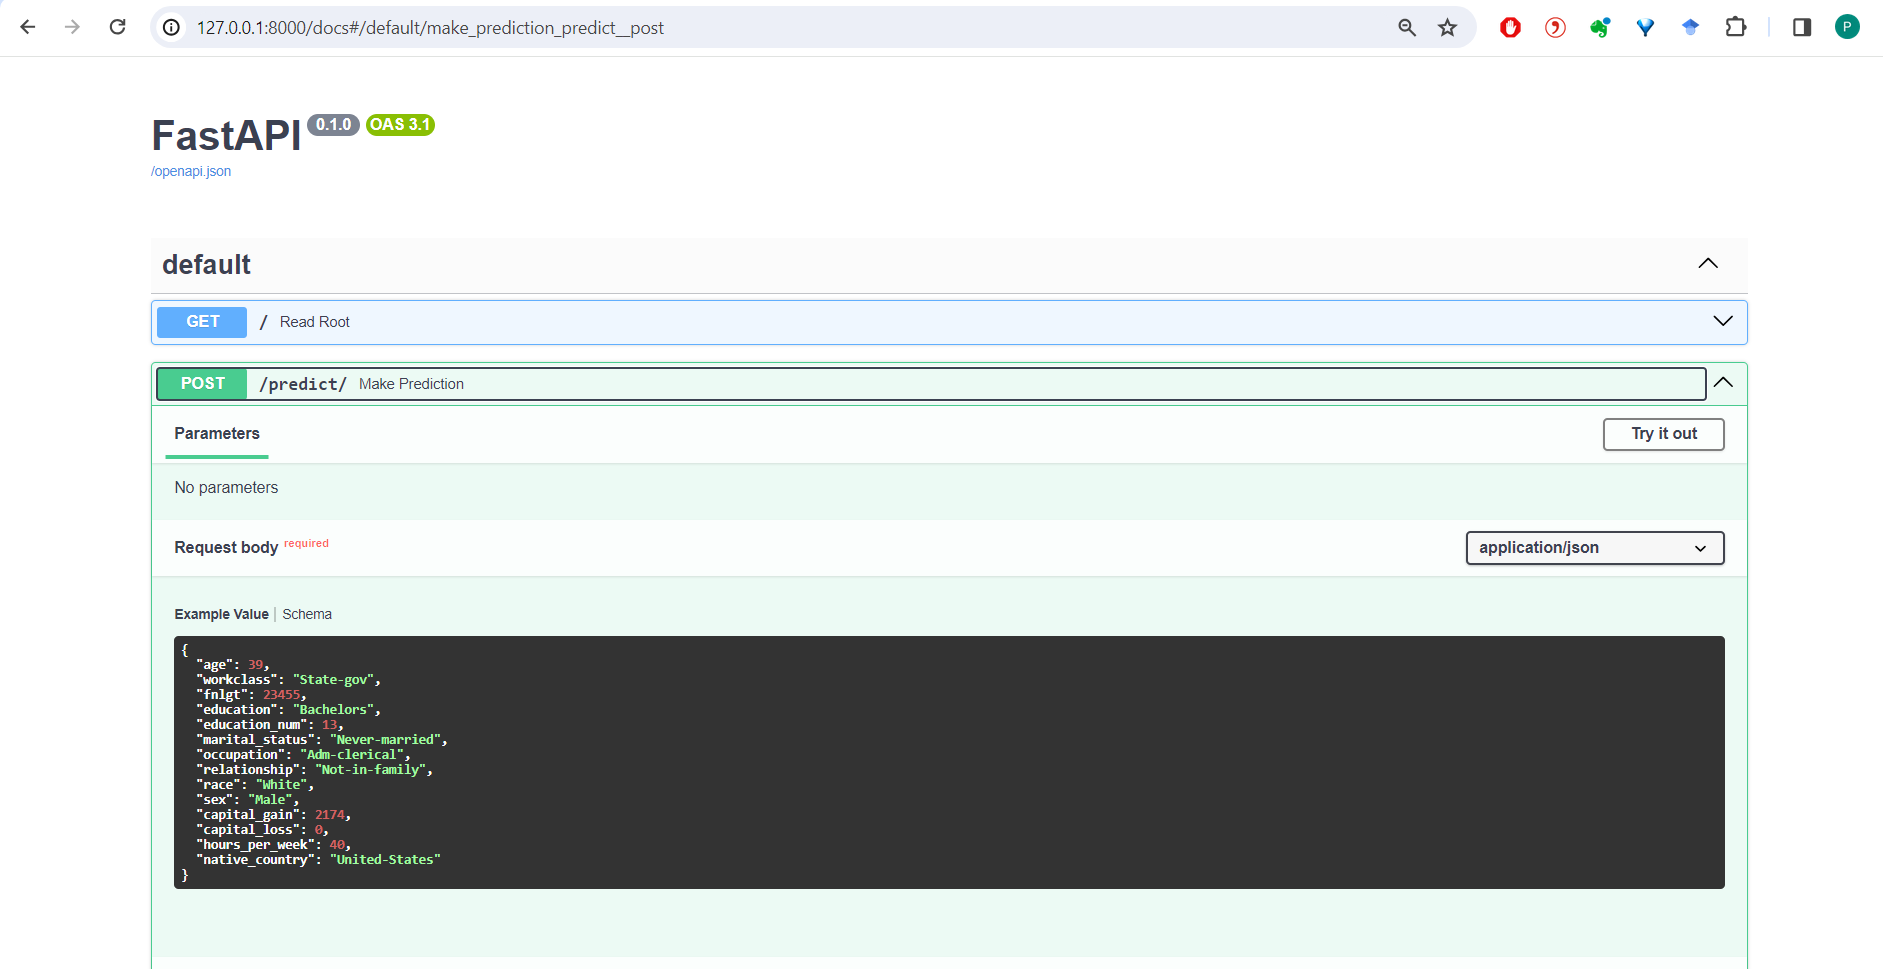 127.0.0.1:8000/docs#/default/make_prediction_predict__post
P
FastAPI 0.1.0 OAS 3.1
/openapi.json
default
GET / Read Root
POST /predict/ Make Prediction
Parameters
Try it out
No parameters
Request body required
application/json
Example Value | Schema
{
  "age": 39,
  "workclass": "State-gov",
  "fnlgt": 23455,
  "education": "Bachelors",
  "education_num": 13,
  "marital_status": "Never-married",
  "occupation": "Adm-clerical",
  "relationship": "Not-in-family",
  "race": "White",
  "sex": "Male",
  "capital_gain": 2174,
  "capital_loss": 0,
  "hours_per_week": 40,
  "native_country": "United-States"
}